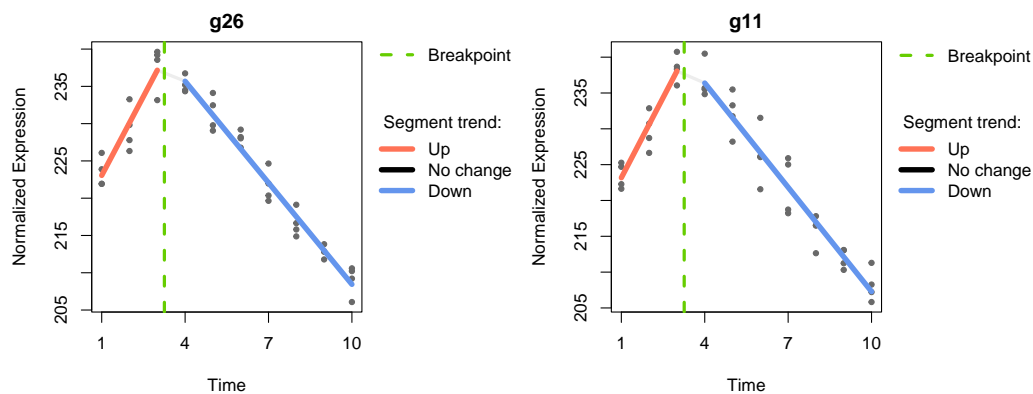 g26
Normalized Expression
235
225
215
205
1
4
7
10
Time
Breakpoint
Segment trend:
Up
No change
Down
g11
Normalized Expression
235
225
215
205
1
4
7
10
Time
Breakpoint
Segment trend:
Up
No change
Down